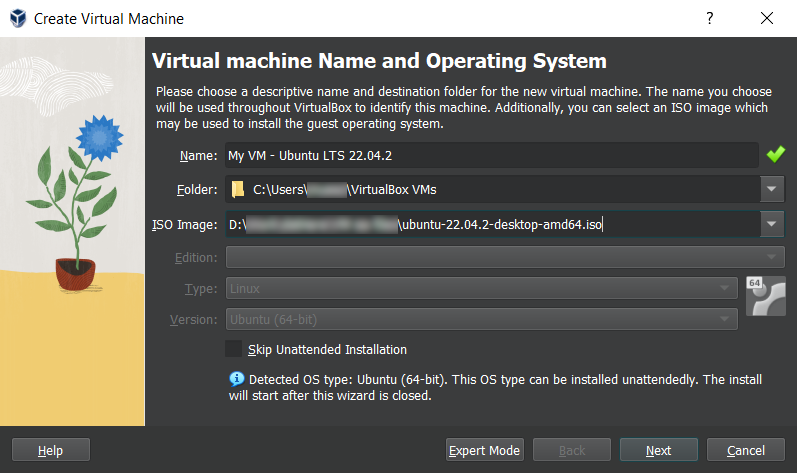 Create Virtual Machine
?
Virtual machine Name and Operating System
Please choose a descriptive name and destination folder for the new virtual machine. The name you choose
will be used throughout VirtualBox to identify this machine. Additionally, you can select an ISO image which
may be used to install the guest operating system.
Name: My VM - Ubuntu LTS 22.04.2
Folder: C:\Users\ \VirtualBox VMs
ISO Image: D:\ \ubuntu-22.04.2-desktop-amd64.iso
Edition:
Type: Linux
64
Version: Ubuntu (64-bit)
Skip Unattended Installation
Detected OS type: Ubuntu (64-bit). This OS type can be installed unattendedly. The install
will start after this wizard is closed.
Help Expert Mode Back Next Cancel